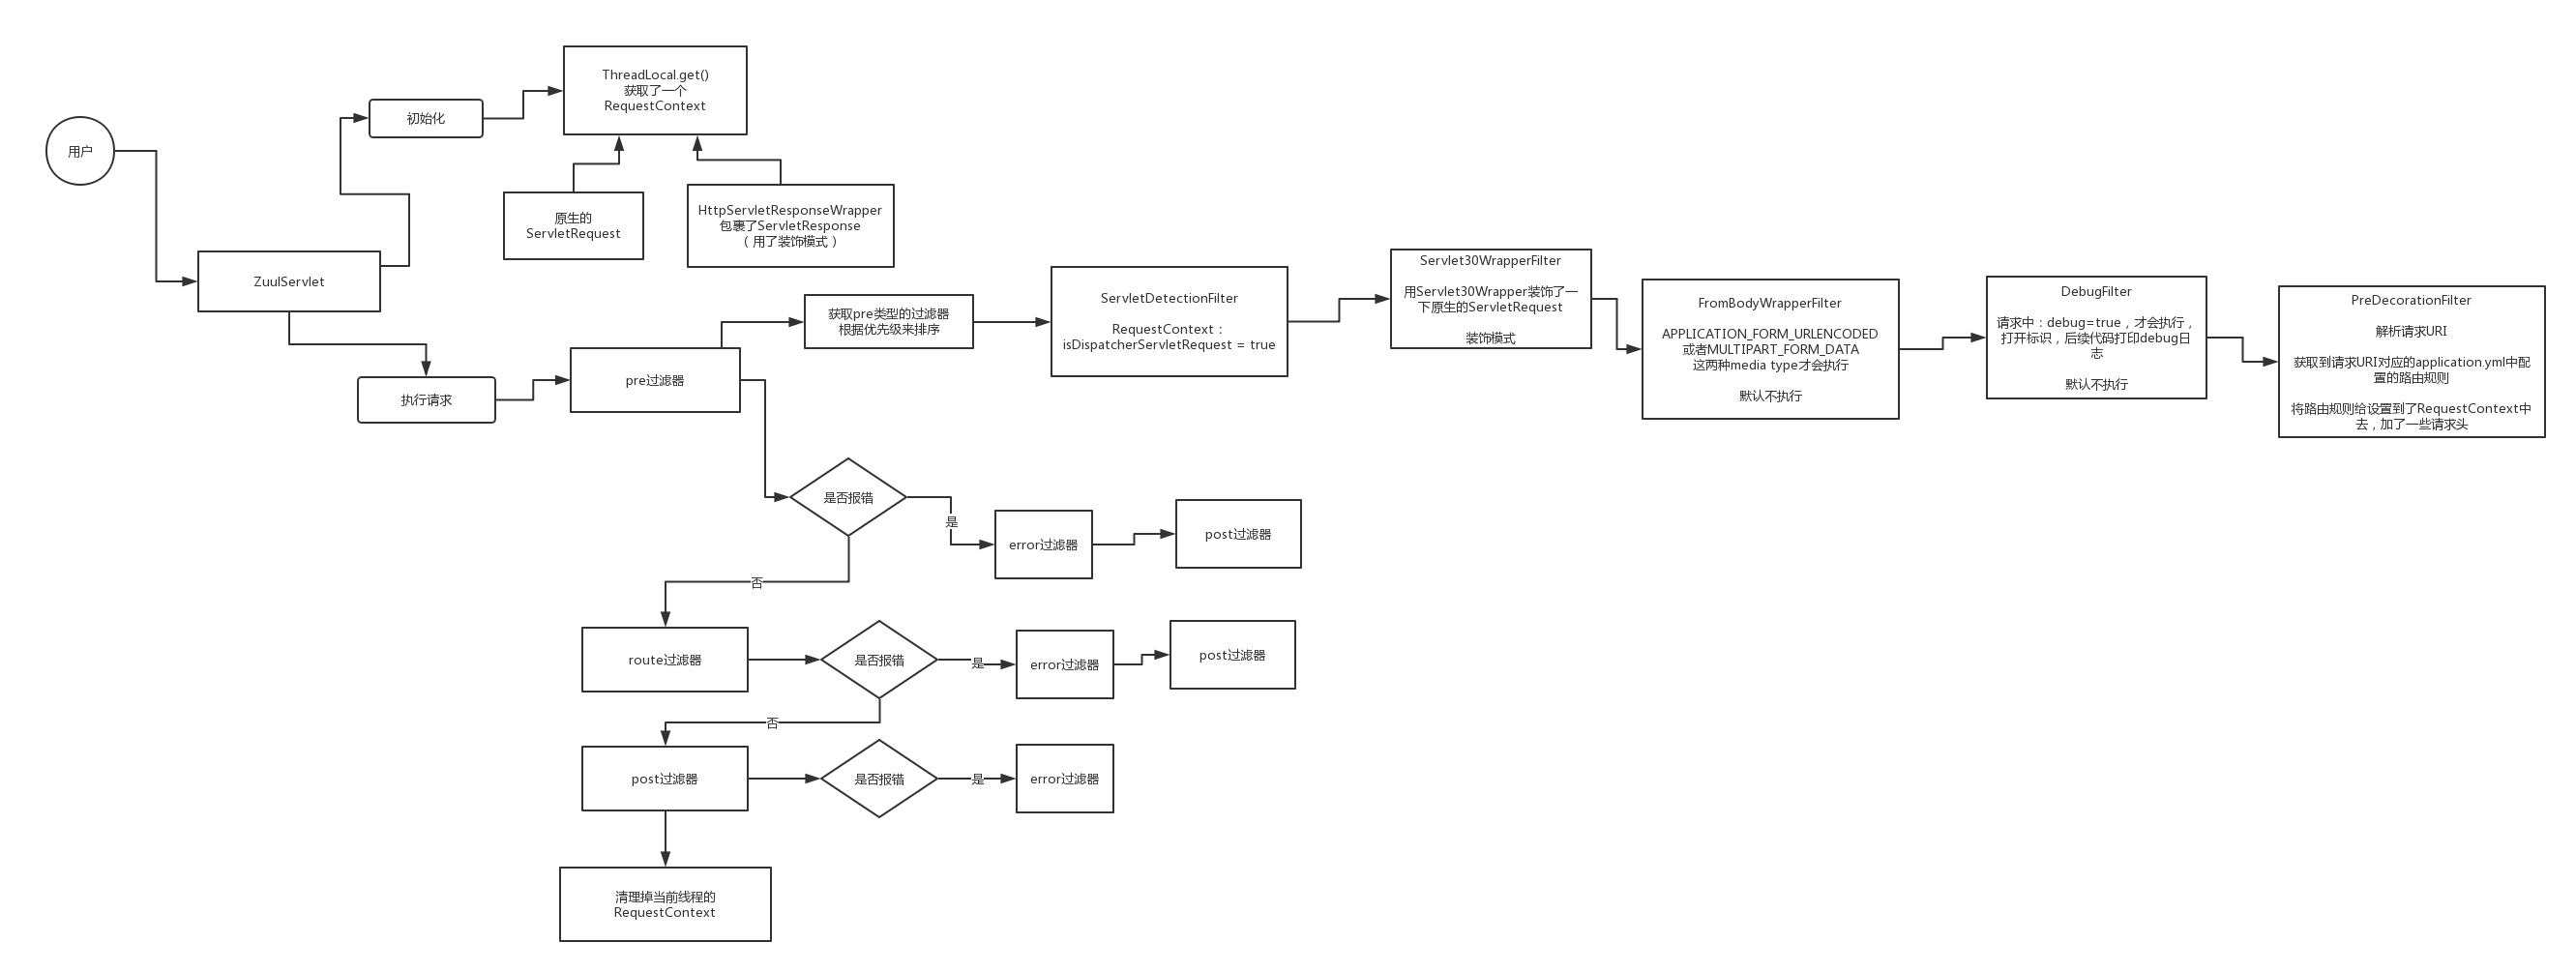 用户
ZuulServlet
初始化
ThreadLocal.get()
获取了一个
RequestContext
原生的
ServletRequest
HttpServletResponseWrapper
包裹了ServletResponse
（用了装饰模式）
执行请求
pre过滤器
获取pre类型的过滤器
根据优先级来排序
ServletDetectionFilter
RequestContext：
isDispatcherServletRequest = true
Servlet30WrapperFilter
用Servlet30Wrapper装饰了一
下原生的ServletRequest
装饰模式
FromBodyWrapperFilter
APPLICATION_FORM_URLENCODED
或者MULTIPART_FORM_DATA
这两种media type才会执行
默认不执行
DebugFilter
请求中：debug=true，才会执行，
打开标识，后续代码打印debug日
志
默认不执行
PreDecorationFilter
解析请求URI
获取到请求URI对应的application.yml中配
置的路由规则
将路由规则给设置到了RequestContext中
去，加了一些请求头
是否报错
是
error过滤器
post过滤器
否
route过滤器
是否报错
是
error过滤器
post过滤器
否
post过滤器
是否报错
是
error过滤器
清理掉当前线程的
RequestContext